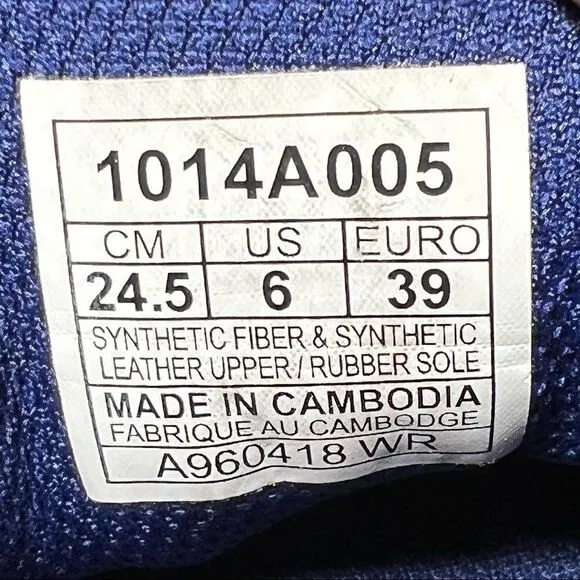 1014A005
CM US EURO
24.5 6 39
SYNTHETIC FIBER & SYNTHETIC
LEATHER UPPER / RUBBER SOLE
MADE IN CAMBODIA
FABRIQUE AU CAMBODGE
A960418 WR